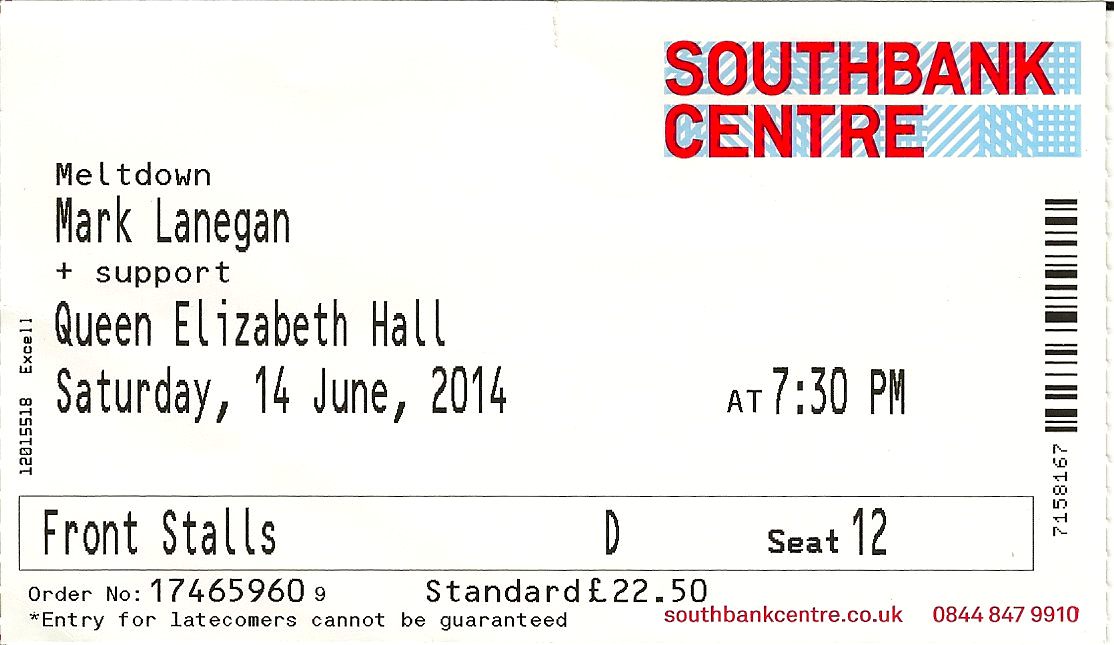 SOUTHBANK
CENTRE
Meltdown
Mark Lanegan
+ support
Queen Elizabeth Hall
Saturday, 14 June, 2014 AT 7:30 PM
Front Stalls D Seat 12
Order No: 17465960 9 Standard £22.50
*Entry for latecomers cannot be guaranteed
southbankcentre.co.uk 0844 847 9910
12015518 Excell
7158167